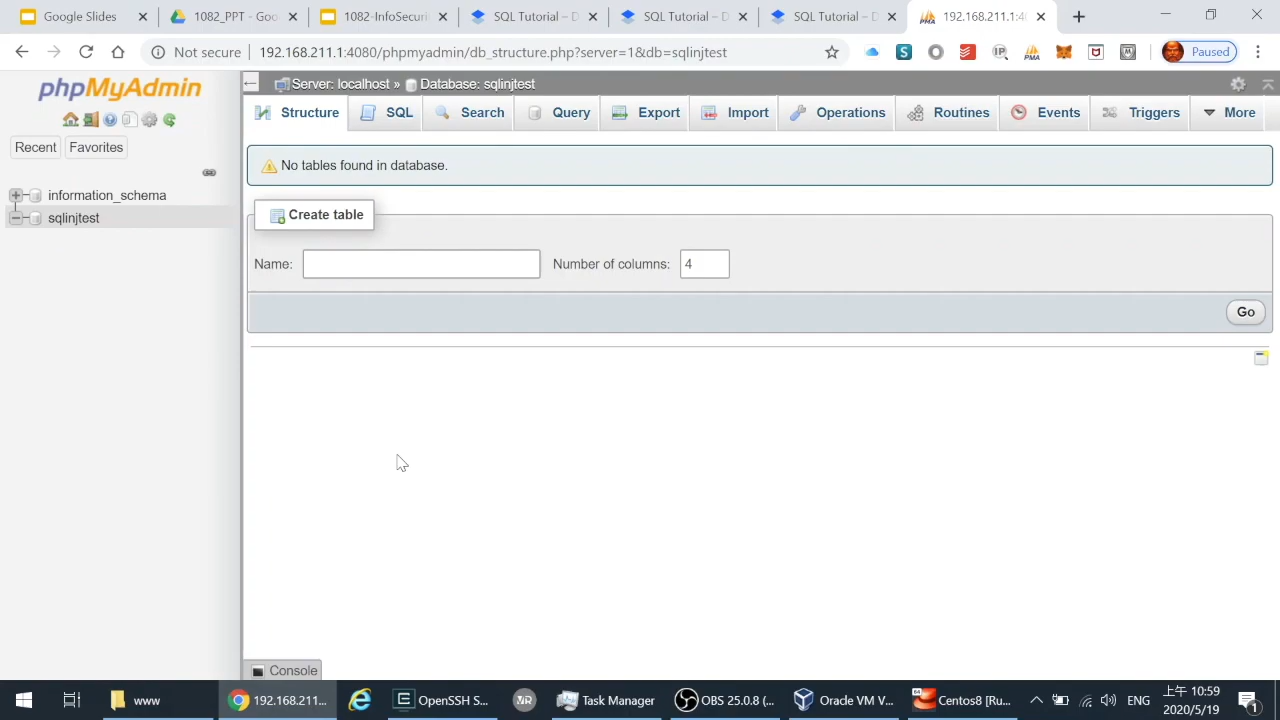 Google Slides
1082_PPT - Goo
1082-InfoSecuri
SQL Tutorial – D
SQL Tutorial – D
SQL Tutorial – D
192.168.211.1:4
Not secure
192.168.211.1:4080/phpmyadmin/db_structure.php?server=1&db=sqlinjtest
Paused
phpMyAdmin
Recent
Favorites
information_schema
sqlinjtest
Server: localhost »
Database: sqlinjtest
Structure
SQL
Search
Query
Export
Import
Operations
Routines
Events
Triggers
More
No tables found in database.
Create table
Name:
Number of columns:
4
Go
Console
www
192.168.211...
OpenSSH S...
Task Manager
OBS 25.0.8 (...
Oracle VM V...
Centos8 [Ru...
ENG
上午 10:59
2020/5/19